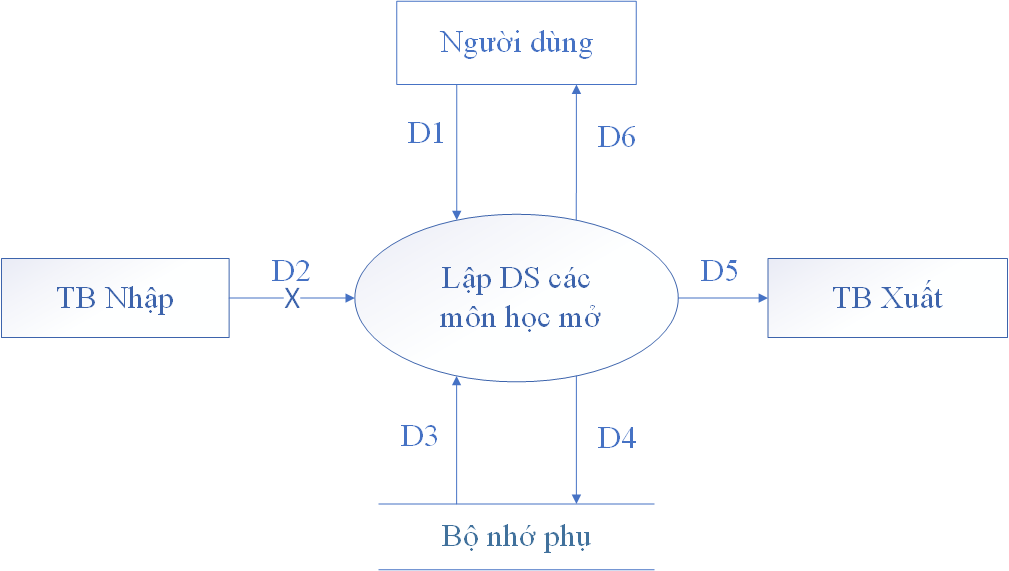 Người dùng
D1
D6
D2
X
TB Nhập
Lập DS các
môn học mở
D5
TB Xuất
D3
D4
Bộ nhớ phụ